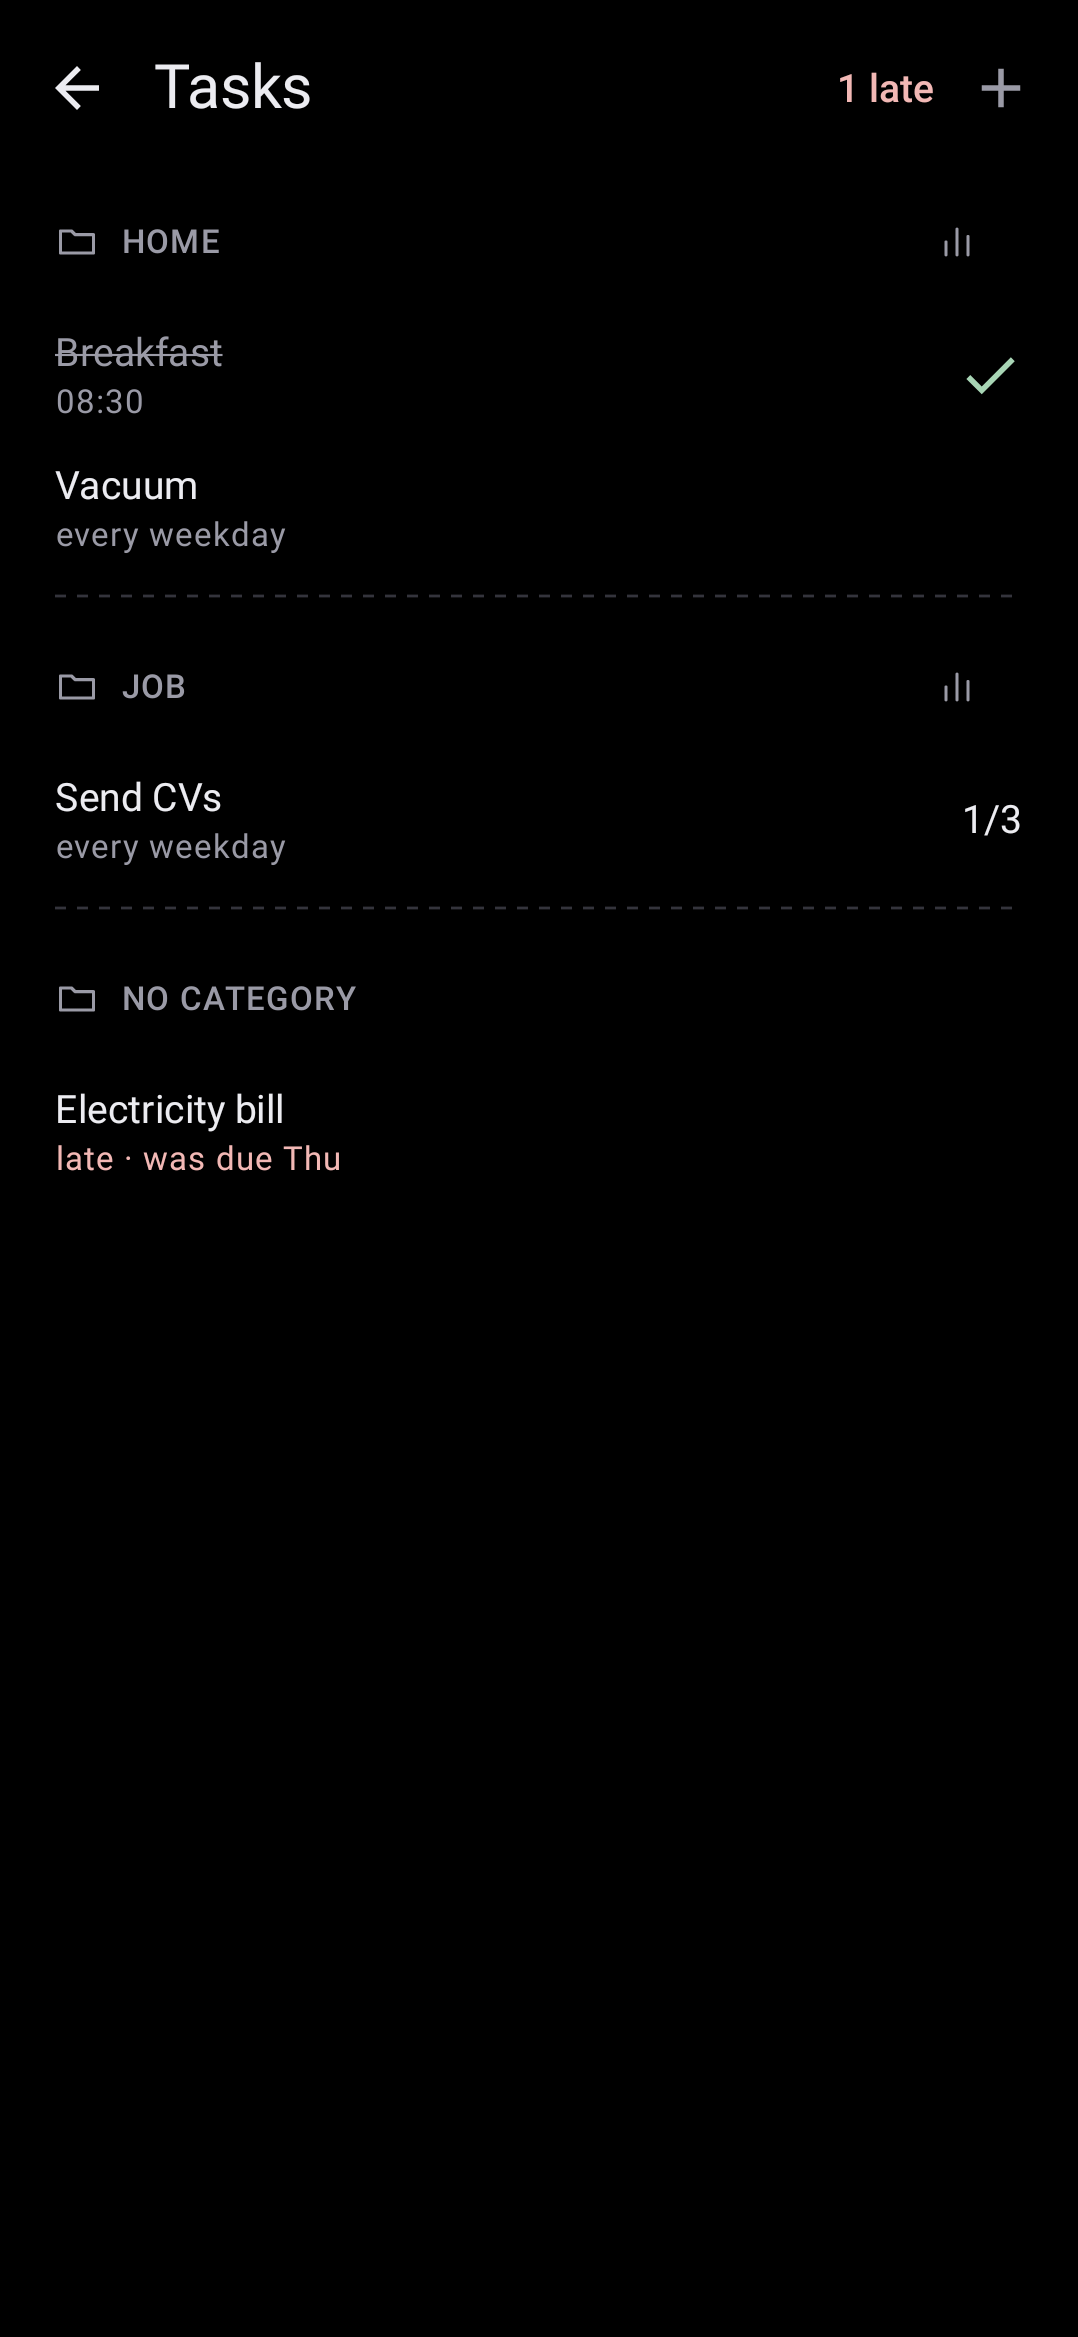 Tasks
1 late
HOME
Breakfast
08:30
Vacuum
every weekday
JOB
Send CVs
1/3
every weekday
NO CATEGORY
Electricity bill
late · was due Thu